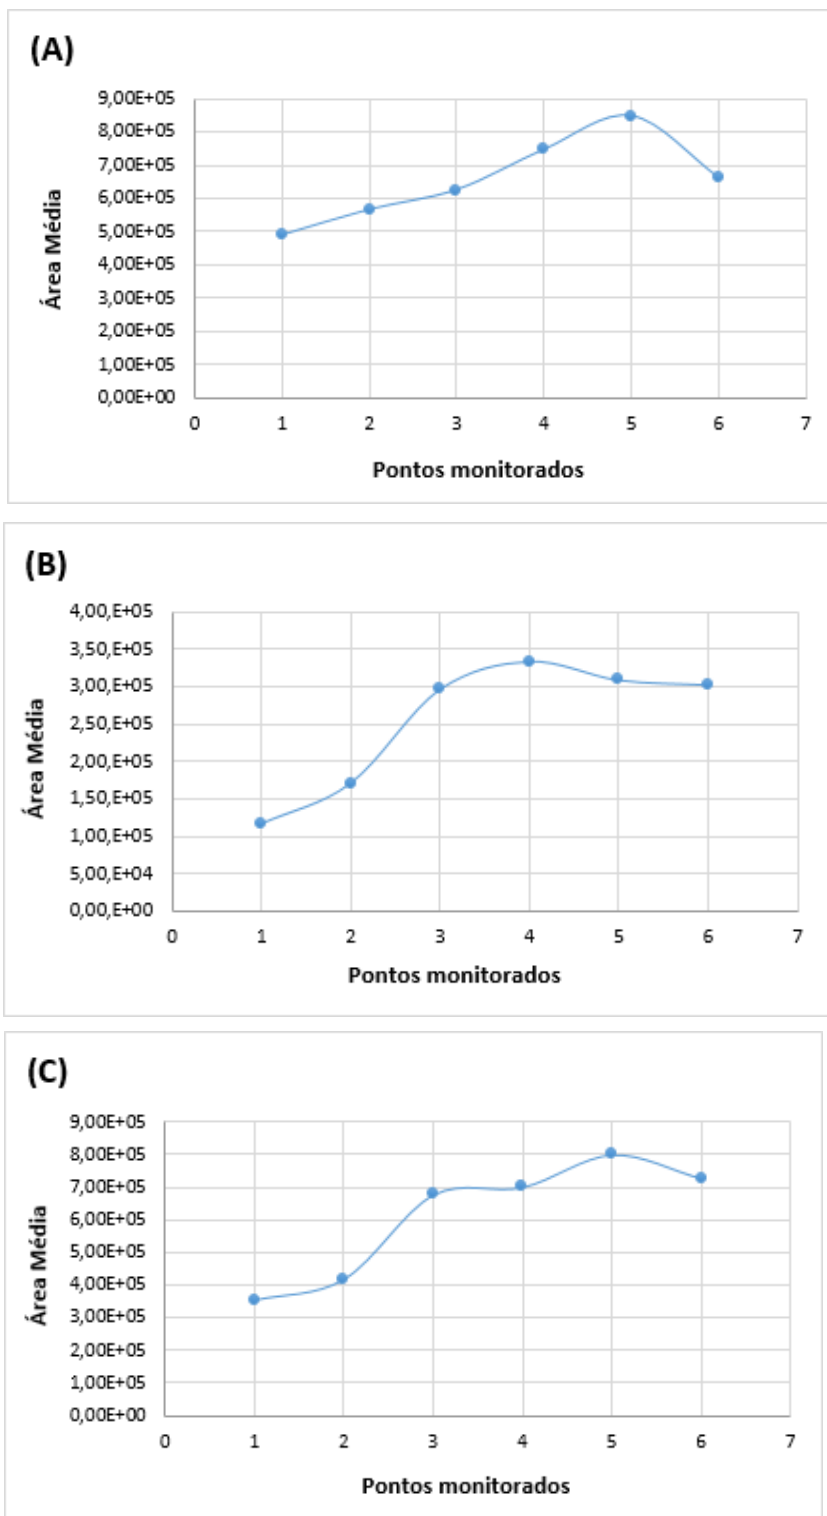 (A)
9,00E+05
8,00E+05
7,00E+05
6,00E+05
5,00E+05
4,00E+05
3,00E+05
2,00E+05
1,00E+05
0,00E+00
0 1 2 3 4 5 6 7
Área Média
Pontos monitorados
(B)
4,00,E+05
3,50,E+05
3,00,E+05
2,50,E+05
2,00,E+05
1,50,E+05
1,00,E+05
5,00,E+04
0,00,E+00
0 1 2 3 4 5 6 7
Área Média
Pontos monitorados
(C)
9,00E+05
8,00E+05
7,00E+05
6,00E+05
5,00E+05
4,00E+05
3,00E+05
2,00E+05
1,00E+05
0,00E+00
0 1 2 3 4 5 6 7
Área Média
Pontos monitorados